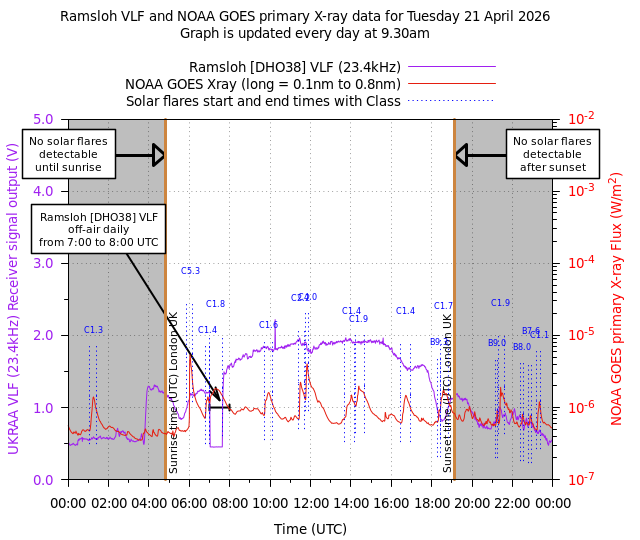 Ramsloh VLF and NOAA GOES primary X-ray data for Tuesday 21 April 2026
Graph is updated every day at 9.30am
Ramsloh [DHO38] VLF (23.4kHz)
NOAA GOES Xray (long = 0.1nm to 0.8nm)
Solar flares start and end times with Class
5.0
4.0
3.0
2.0
1.0
0.0
UKRAA VLF (23.4kHz) Receiver signal output (V)
No solar flares
detectable
until sunrise
No solar flares
detectable
after sunset
Ramsloh [DHO38] VLF
off-air daily
from 7:00 to 8:00 UTC
C1.3
C5.3
C1.4
C1.8
C1.6
C2.0
C1.4
C1.9
C1.4
C1.7
C1.9
B9.0
B8.0
B7.6
C1.1
Sunrise time (UTC) London UK
Sunset time (UTC) London UK
10^-2
10^-3
10^-4
10^-5
10^-6
10^-7
NOAA GOES primary X-ray Flux (W/m²)
00:00 02:00 04:00 06:00 08:00 10:00 12:00 14:00 16:00 18:00 20:00 22:00 00:00
Time (UTC)